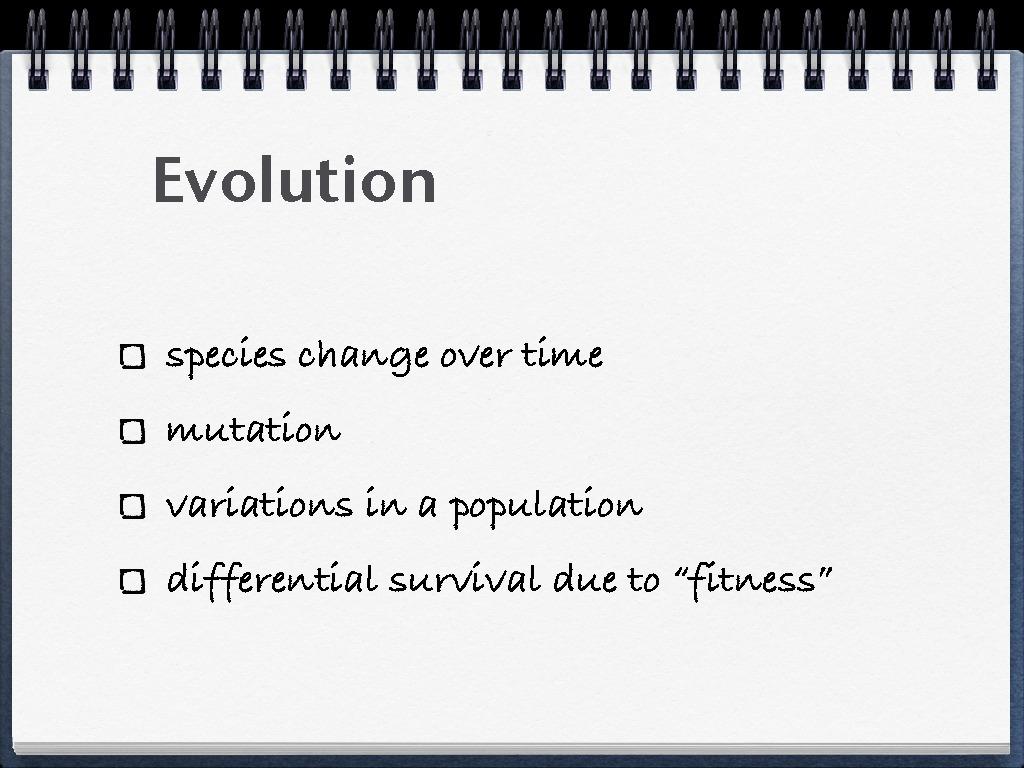 Evolution
species change over time
mutation
variations in a population
differential survival due to “fitness”